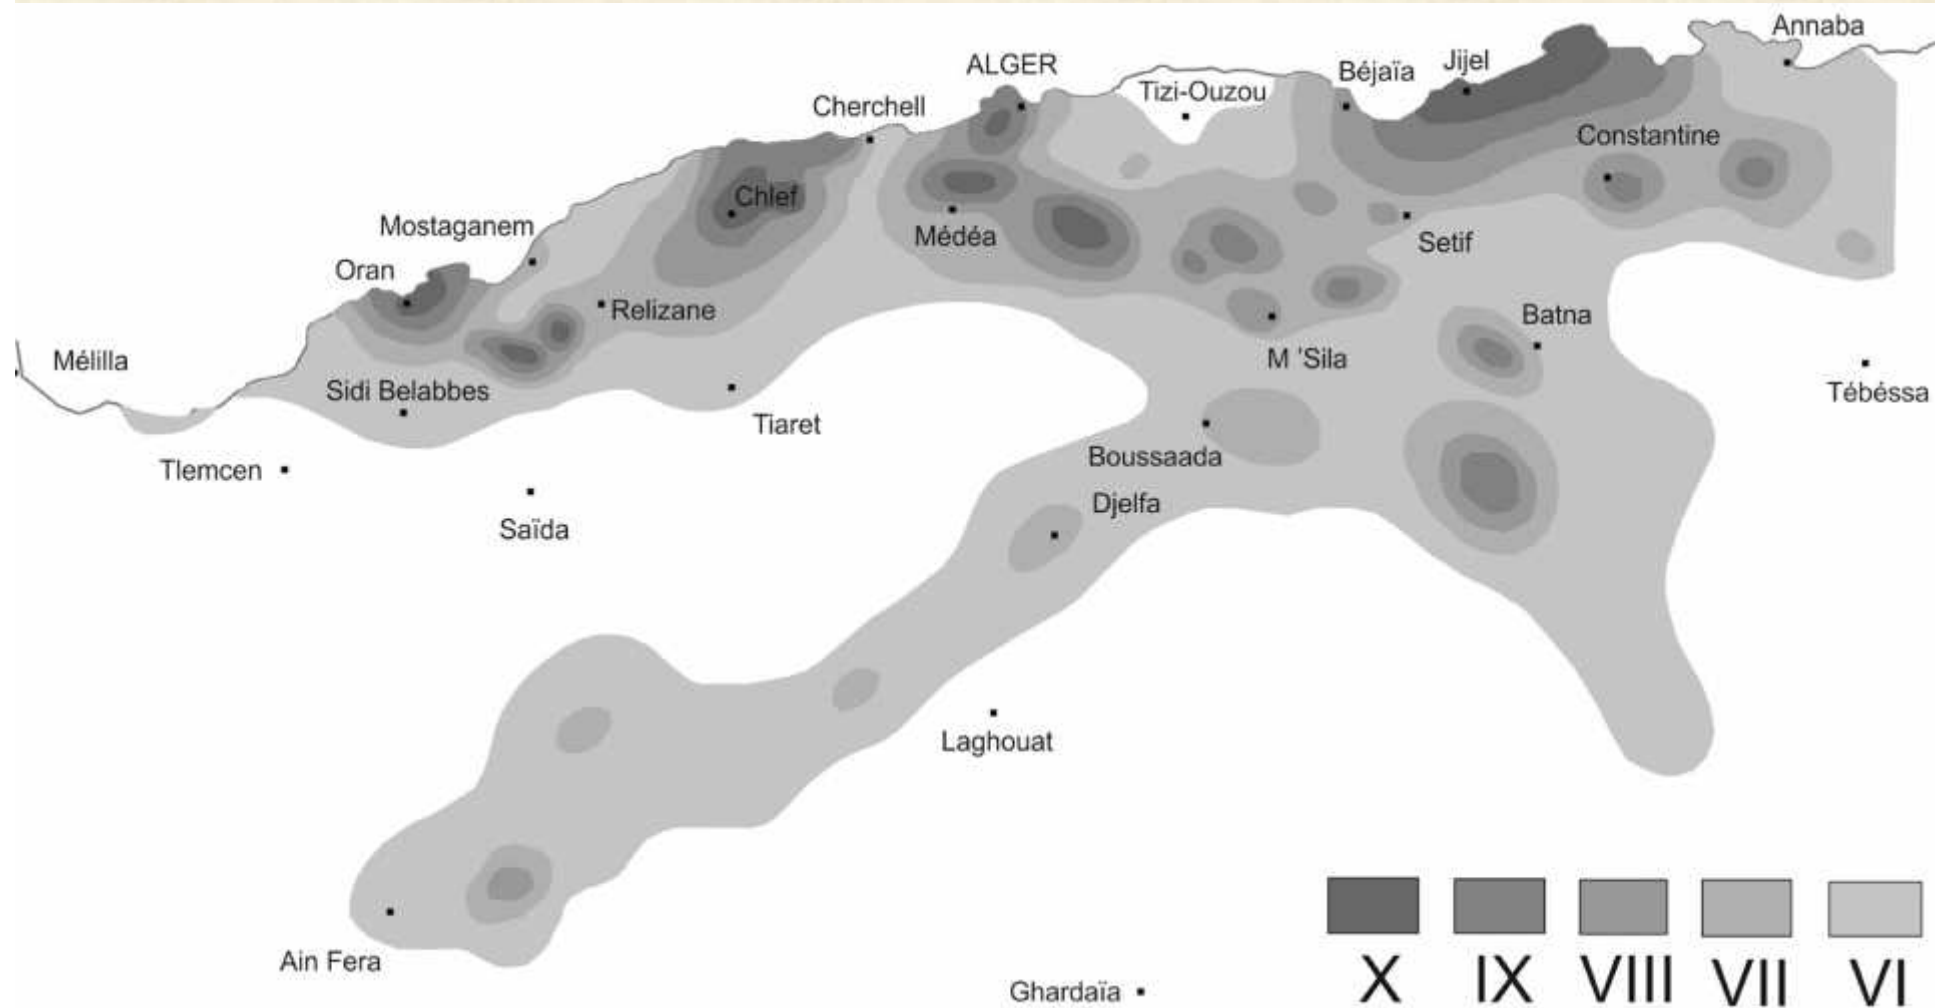 Annaba
Jijel
Béjaïa
ALGER
Tizi-Ouzou
Cherchell
Constantine
Chlef
Mostaganem
Médéa
Setif
Oran
Relizane
Batna
Mélilla
M 'Sila
Sidi Belabbes
Tébéssa
Tiaret
Boussaada
Tlemcen
Djelfa
Saïda
Laghouat
Ain Fera
Ghardaïa
X IX VIII VII VI